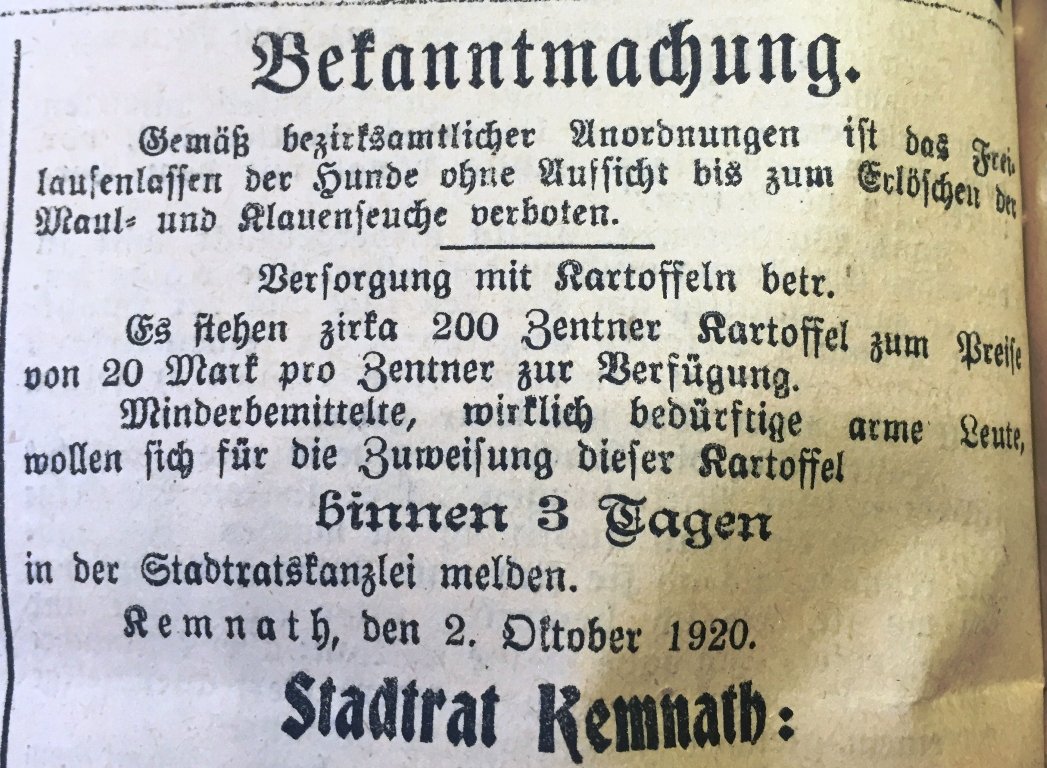 Bekanntmachung.
Gemäß bezirksamtlicher Anordnungen ist das Frei-
laufenlassen der Hunde ohne Aufsicht bis zum Erlöschen der
Maul- und Klauenseuche verboten.
Versorgung mit Kartoffeln betr.
Es stehen zirka 200 Zentner Kartoffel zum Preise
von 20 Mark pro Zentner zur Verfügung.
Minderbemittelte, wirklich bedürftige arme Leute,
wollen sich für die Zuweisung dieser Kartoffel
binnen 3 Tagen
in der Stadtratskanzlei melden.
Kemnath, den 2. Oktober 1920.
Stadtrat Kemnath: